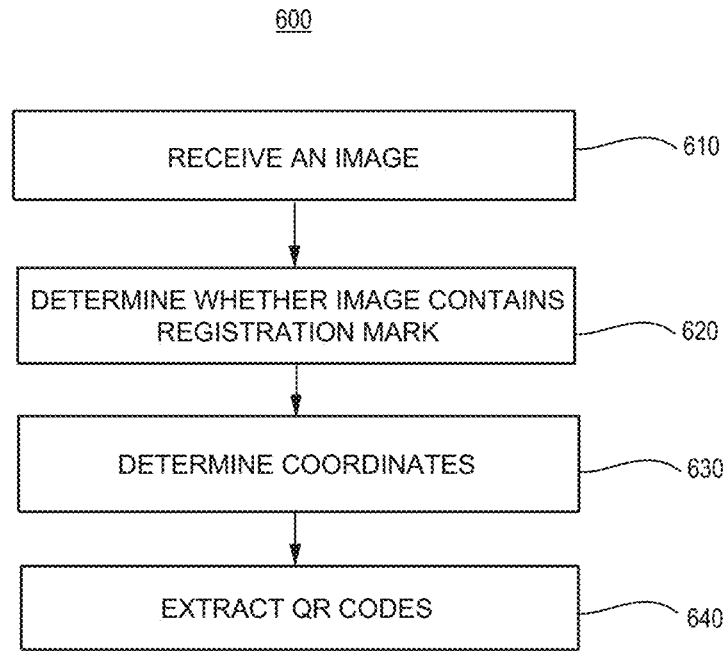 600
RECEIVE AN IMAGE
610
DETERMINE WHETHER IMAGE CONTAINS
REGISTRATION MARK
620
DETERMINE COORDINATES
630
EXTRACT QR CODES
640